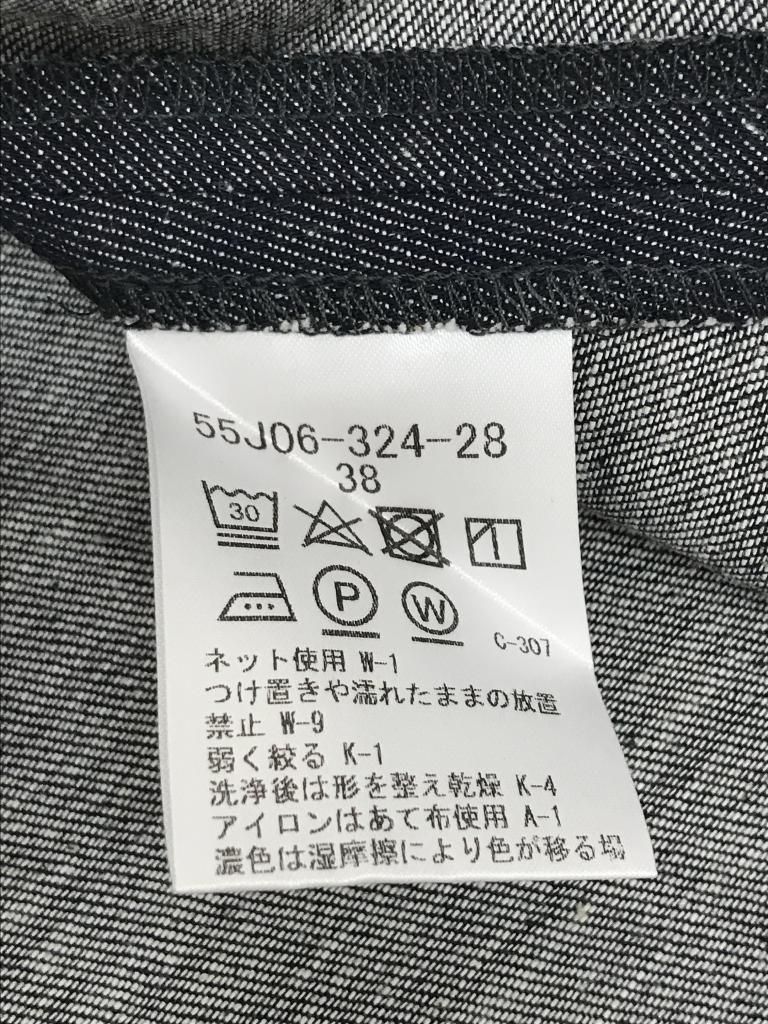 55J06-324-28
38
30
P W
C-307
ネット使用 W-1
つけ置きや濡れたままの放置
禁止 W-9
弱く絞る K-1
洗浄後は形を整え乾燥 K-4
アイロンはあて布使用 A-1
濃色は湿摩擦により色が移る場